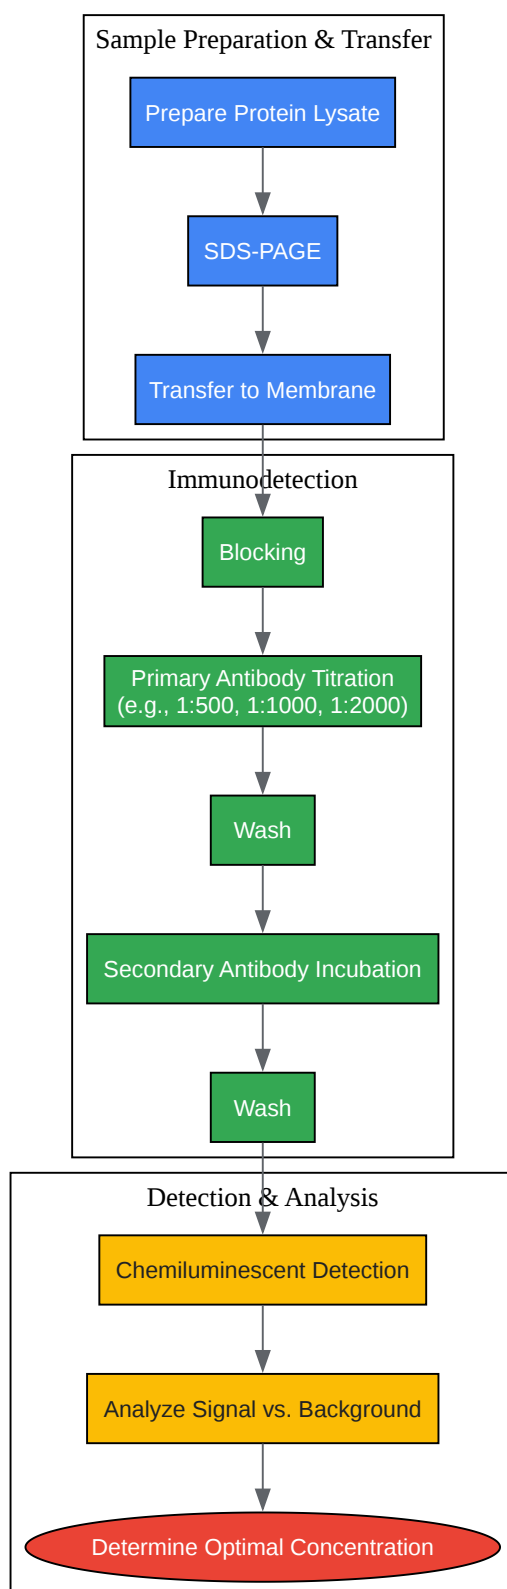 Sample Preparation & Transfer
Prepare Protein Lysate
SDS-PAGE
Transfer to Membrane
Immunodetection
Blocking
Primary Antibody Titration
(e.g., 1:500, 1:1000, 1:2000)
Wash
Secondary Antibody Incubation
Wash
Detection & Analysis
Chemiluminescent Detection
Analyze Signal vs. Background
Determine Optimal Concentration